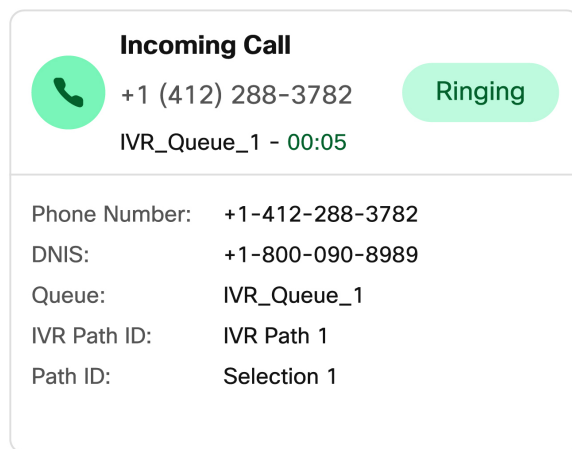 Incoming Call
+1 (412) 288-3782
Ringing
IVR_Queue_1 - 00:05
Phone Number: +1-412-288-3782
DNIS: +1-800-090-8989
Queue: IVR_Queue_1
IVR Path ID: IVR Path 1
Path ID: Selection 1